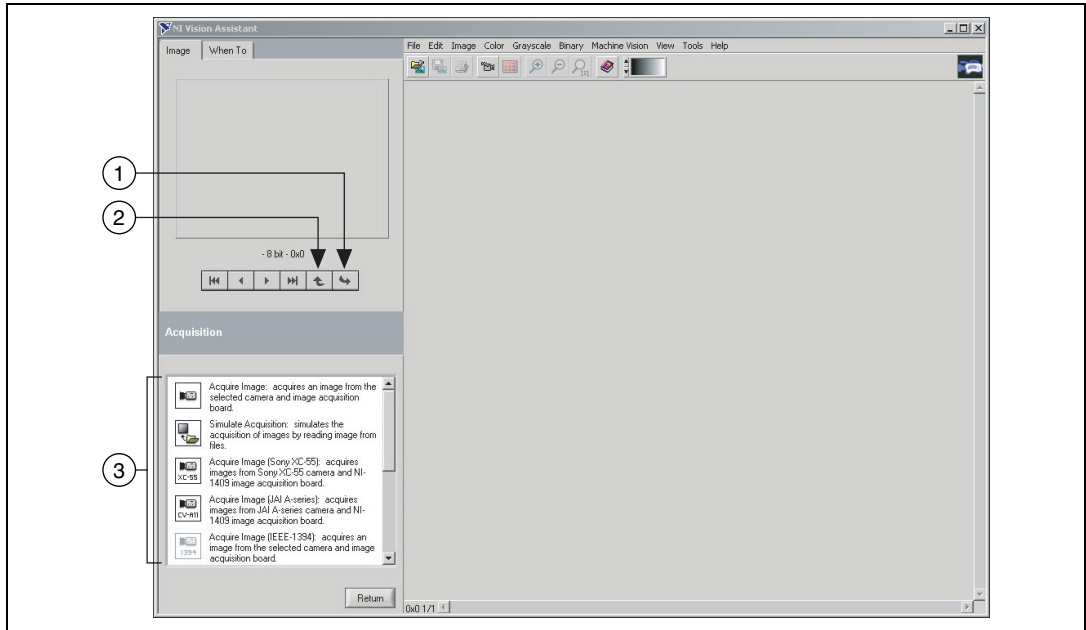 NI Vision Assistant
Image When To
File Edit Image Color Grayscale Binary Machine Vision View Tools Help
1:1
1
2
- 8 bit - 0x0
Acquisition
3
Acquire Image: acquires an image from the
selected camera and image acquisition
board.
Simulate Acquisition: simulates the
acquisition of images by reading image from
files.
XC-55
Acquire Image (Sony XC-55): acquires
images from Sony XC-55 camera and NI-
1409 image acquisition board.
CV-A11
Acquire Image (JAI A-series): acquires
images from JAI A-series camera and NI-
1409 image acquisition board.
1394
Acquire Image (IEEE-1394): acquires an
image from the selected camera and image
acquisition board.
Return
0x0 1/1